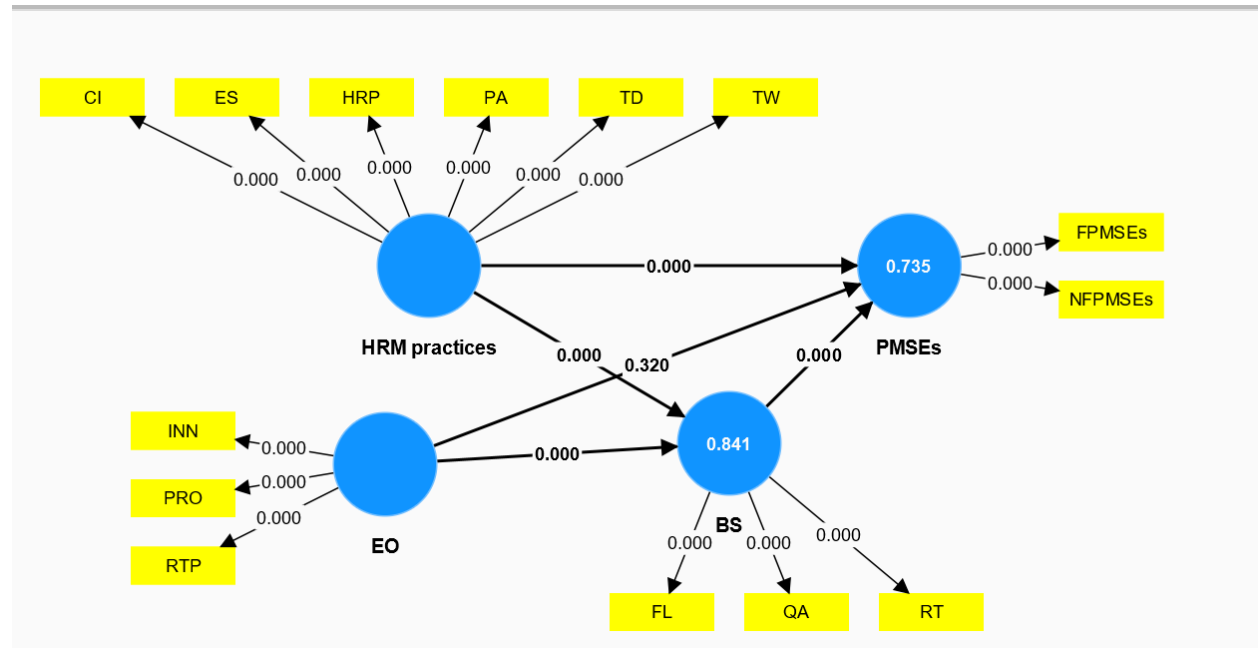 CI
ES
HRP
PA
TD
TW
0.000
0.000
0.000
0.000
0.000
0.000
HRM practices
0.000
0.735
PMSEs
0.000
FPMSEs
0.000
NFPMSEs
0.000
0.320
0.000
INN
PRO
RTP
0.000
0.000
0.000
EO
0.000
0.841
BS
0.000
0.000
0.000
FL
QA
RT